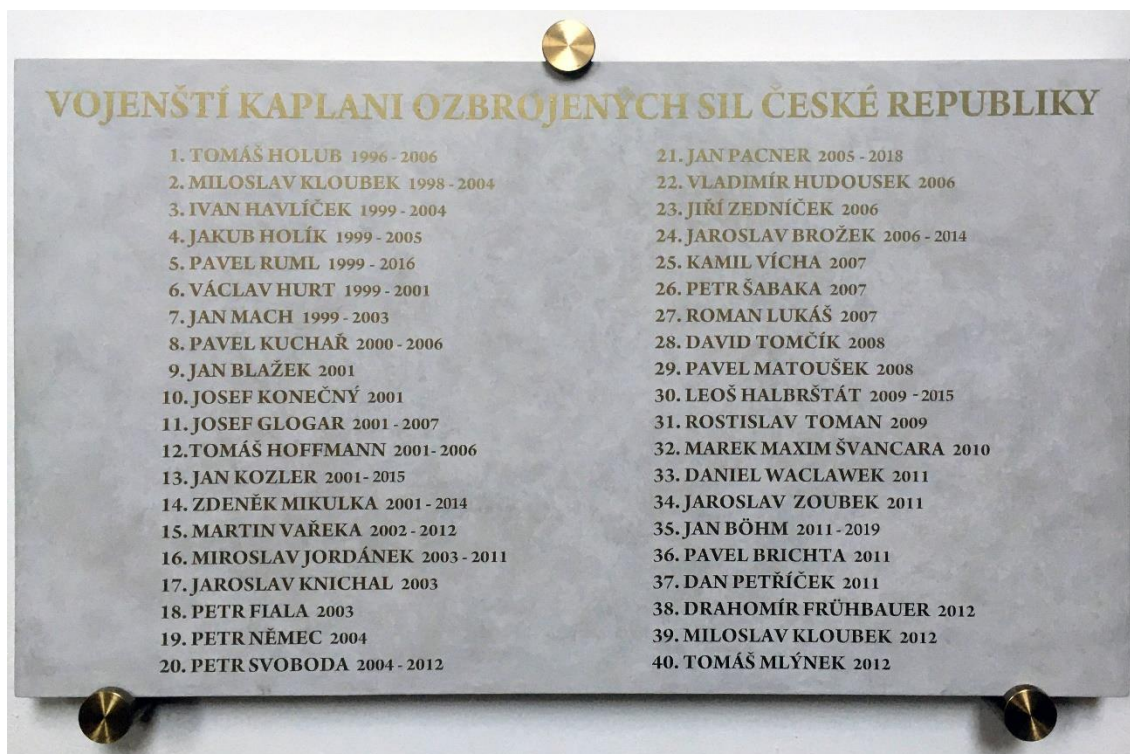 VOJENŠTÍ KAPLANI OZBROJENÝCH SIL ČESKÉ REPUBLIKY
1. TOMÁŠ HOLUB 1996 - 2006
2. MILOSLAV KLOUBEK 1998 - 2004
3. IVAN HAVLÍČEK 1999 - 2004
4. JAKUB HOLÍK 1999 - 2005
5. PAVEL RUML 1999 - 2016
6. VÁCLAV HURT 1999 - 2001
7. JAN MACH 1999 - 2003
8. PAVEL KUCHAŘ 2000 - 2006
9. JAN BLAŽEK 2001
10. JOSEF KONEČNÝ 2001
11. JOSEF GLOGAR 2001 - 2007
12. TOMÁŠ HOFFMANN 2001 - 2006
13. JAN KOZLER 2001 - 2015
14. ZDENĚK MIKULKA 2001 - 2014
15. MARTIN VAŘEKA 2002 - 2012
16. MIROSLAV JORDÁNEK 2003 - 2011
17. JAROSLAV KNICHAL 2003
18. PETR FIALA 2003
19. PETR NĚMEC 2004
20. PETR SVOBODA 2004 - 2012
21. JAN PACNER 2005 - 2018
22. VLADIMÍR HUDOUSEK 2006
23. JIŘÍ ZEDNÍČEK 2006
24. JAROSLAV BROŽEK 2006 - 2014
25. KAMIL VÍCHA 2007
26. PETR ŠABAKA 2007
27. ROMAN LUKÁŠ 2007
28. DAVID TOMČÍK 2008
29. PAVEL MATOUŠEK 2008
30. LEOŠ HALBRŠTÁT 2009 - 2015
31. ROSTISLAV TOMAN 2009
32. MAREK MAXIM ŠVANCARA 2010
33. DANIEL WACLAWEK 2011
34. JAROSLAV ZOUBEK 2011
35. JAN BÖHM 2011 - 2019
36. PAVEL BRICHTA 2011
37. DAN PETŘÍČEK 2011
38. DRAHOMÍR FRÜHBAUER 2012
39. MILOSLAV KLOUBEK 2012
40. TOMÁŠ MLÝNEK 2012